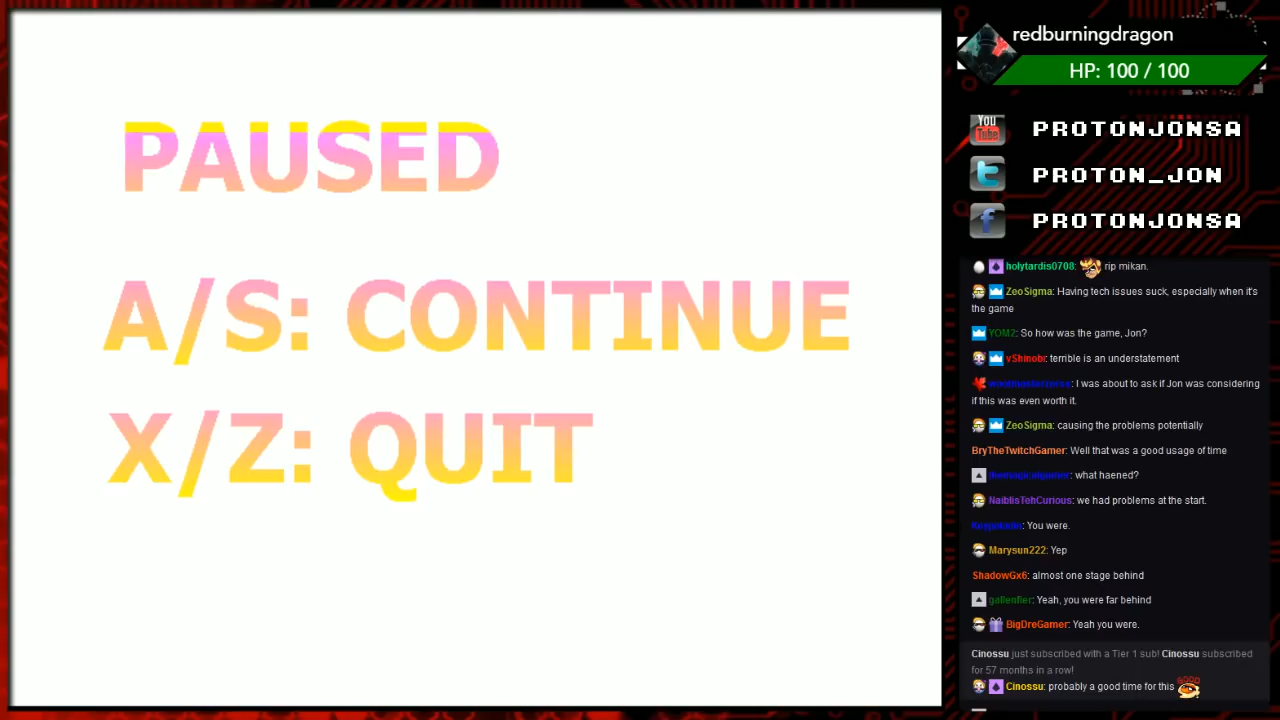 PAUSED
A/S: CONTINUE
X/Z: QUIT
redburningdragon
HP: 100 / 100
You
Tube
PROTONJONSA
PROTON_JON
PROTONJONSA
holytardis0708: rip mikan.
ZeoSigma: Having tech issues suck, especially when it's
the game
YOM2: So how was the game, Jon?
yShinobi: terrible is an understatement
: I was about to ask if Jon was considering
if this was even worth it.
ZeoSigma: causing the problems potentially
BryTheTwitchGamer: Well that was a good usage of time
: what haened?
NaiblisTehCurious: we had problems at the start.
: You were.
Marysun222: Yep
ShadowGx6: almost one stage behind
: Yeah, you were far behind
BigDreGamer: Yeah you were.
Cinossu just subscribed with a Tier 1 sub! Cinossu subscribed
for 57 months in a row!
Cinossu: probably a good time for this